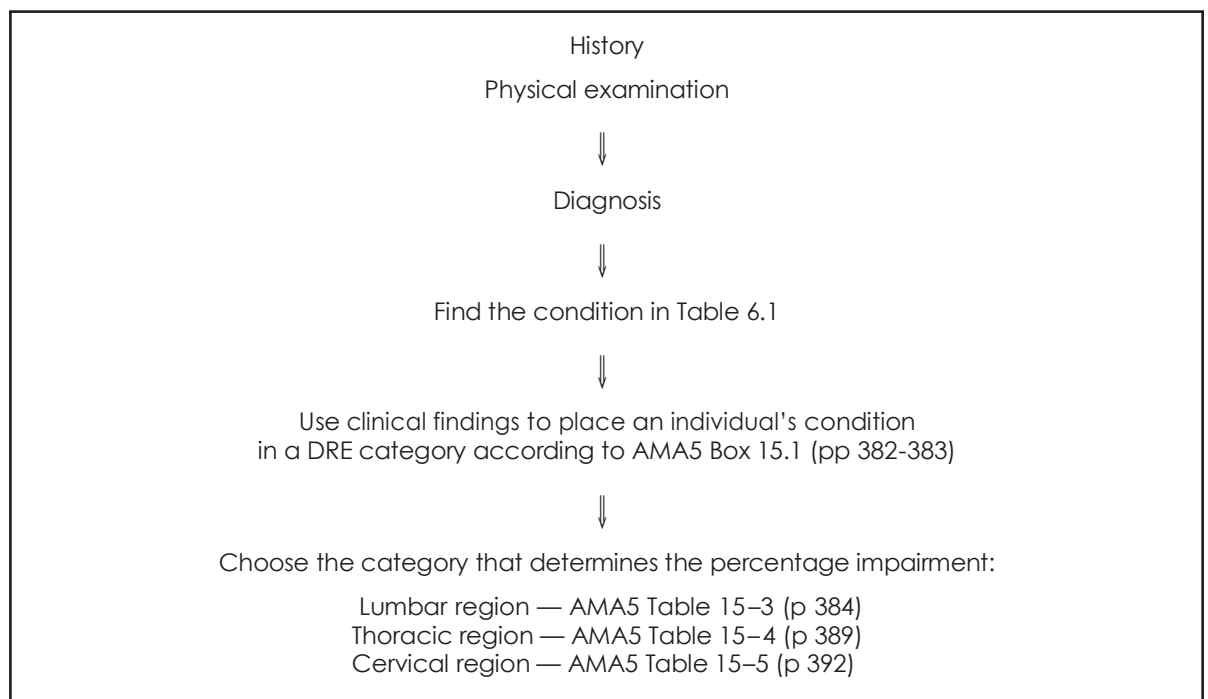 History
Physical examination
⇓
Diagnosis
⇓
Find the condition in Table 6.1
⇓
Use clinical findings to place an individual’s condition
in a DRE category according to AMA5 Box 15.1 (pp 382-383)
⇓
Choose the category that determines the percentage impairment:
Lumbar region — AMA5 Table 15–3 (p 384)
Thoracic region — AMA5 Table 15–4 (p 389)
Cervical region — AMA5 Table 15–5 (p 392)